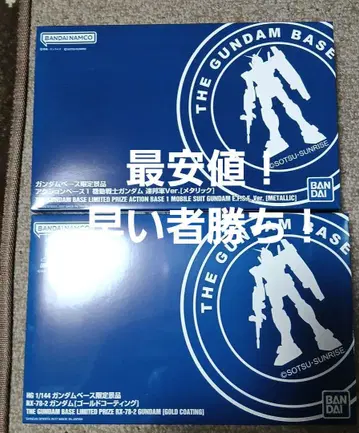 BANDAI NAMCO
THE GUNDAM BASE
©SOTSU・SUNRISE
ガンダムベース限定景品
アクションベース1 機動戦士ガンダム 連邦軍Ver.[メタリック]
THE GUNDAM BASE LIMITED PRIZE ACTION BASE 1 MOBILE SUIT GUNDAM E.F.S.F. Ver. [METALLIC]
BANDAI
最安値！
早い者勝ち！
THE GUNDAM BASE
©SOTSU・SUNRISE
HG 1/144 ガンダムベース限定景品
RX-78-2 ガンダム[ゴールドコーティング]
THE GUNDAM BASE LIMITED PRIZE RX-78-2 GUNDAM [GOLD COATING]
BANDAI